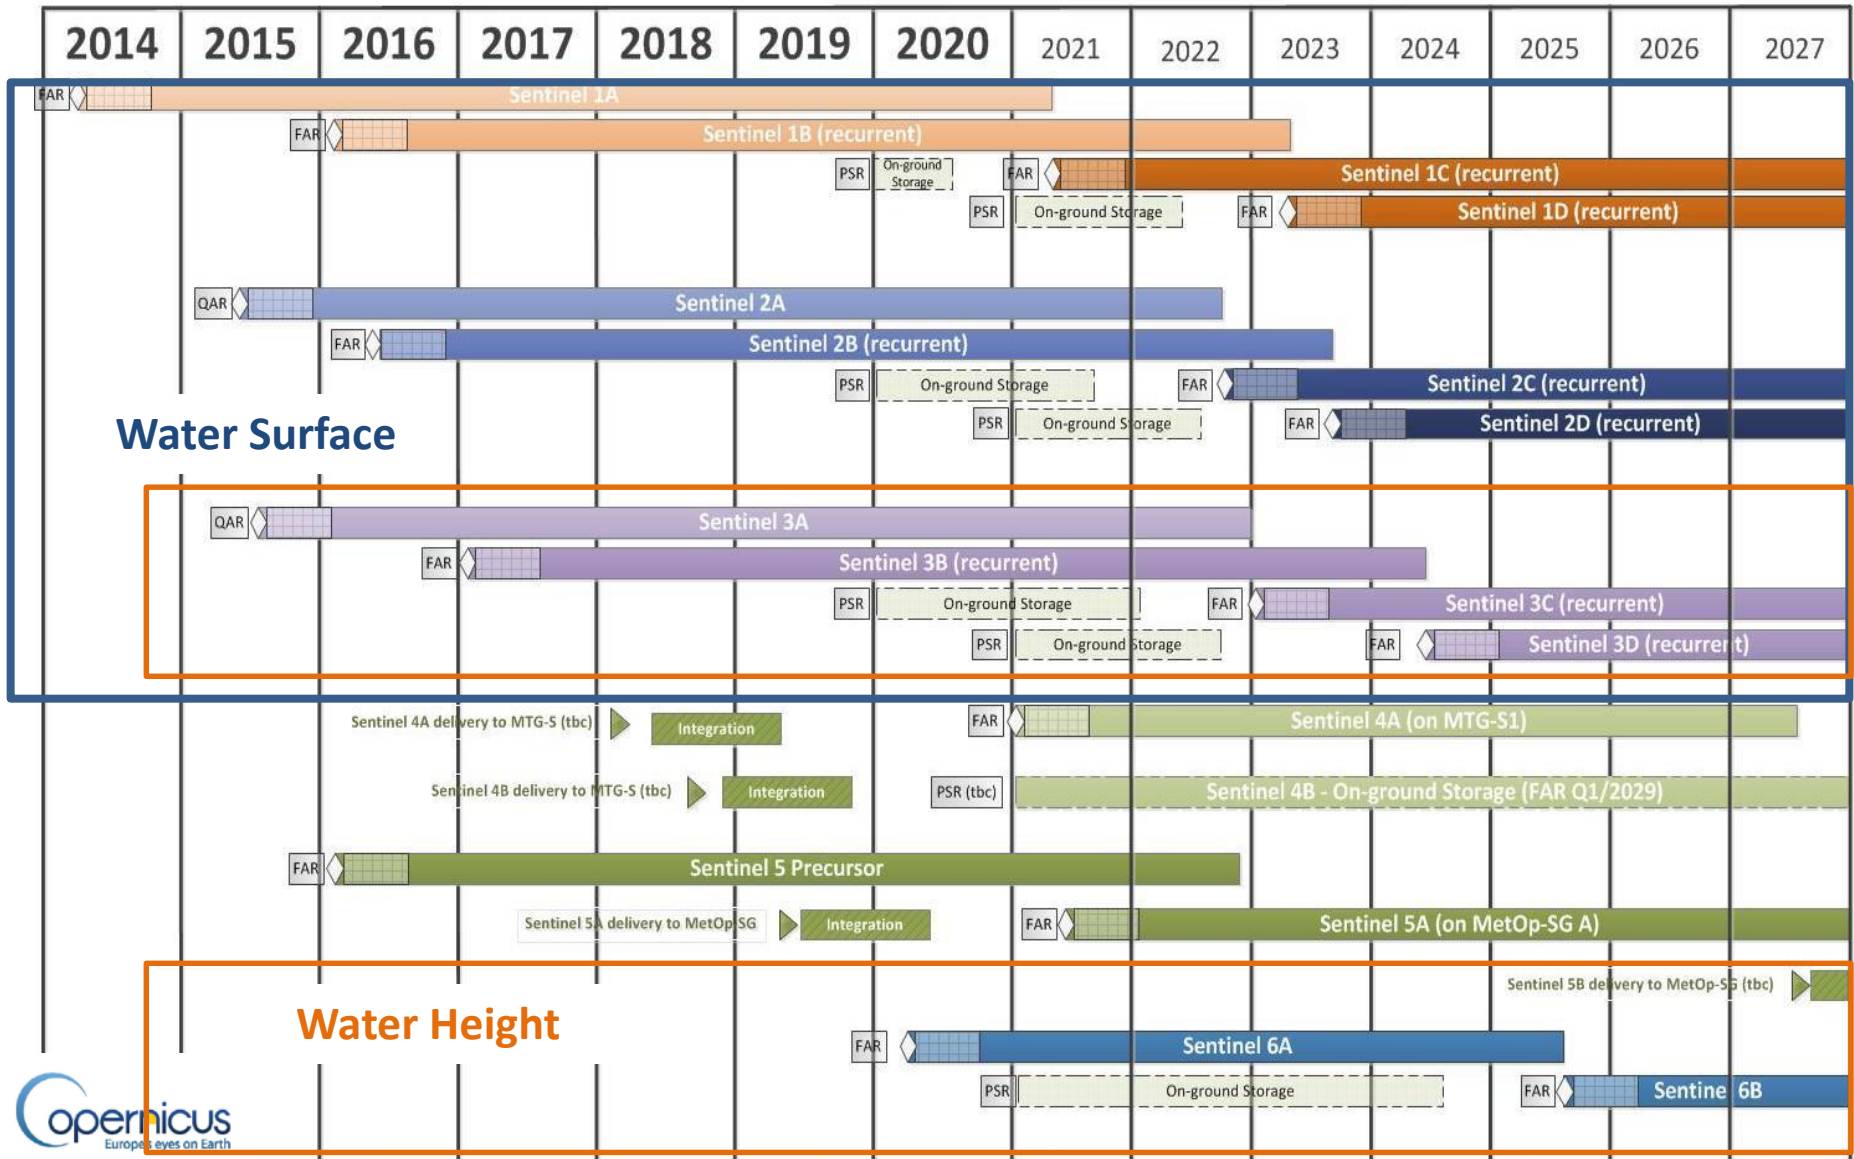 2014 2015 2016 2017 2018 2019 2020 2021 2022 2023 2024 2025 2026 2027
FAR Sentinel 1A
FAR Sentinel 1B (recurrent)
PSR On-ground Storage FAR Sentinel 1C (recurrent)
PSR On-ground Storage FAR Sentinel 1D (recurrent)
QAR Sentinel 2A
FAR Sentinel 2B (recurrent)
PSR On-ground Storage FAR Sentinel 2C (recurrent)
PSR On-ground Storage FAR Sentinel 2D (recurrent)
Water Surface
QAR Sentinel 3A
FAR Sentinel 3B (recurrent)
PSR On-ground Storage FAR Sentinel 3C (recurrent)
PSR On-ground Storage FAR Sentinel 3D (recurrent)
Sentinel 4A delivery to MTG-S (tbc) Integration FAR Sentinel 4A (on MTG-S1)
Sentinel 4B delivery to MTG-S (tbc) Integration PSR (tbc) Sentinel 4B - On-ground Storage (FAR Q1/2029)
FAR Sentinel 5 Precursor
Sentinel 5A delivery to MetOp-SG Integration FAR Sentinel 5A (on MetOp-SG A)
Sentinel 5B delivery to MetOp-SG (tbc)
Water Height
FAR Sentinel 6A
PSR On-ground Storage FAR Sentinel 6B
opernicus
Europe's eyes on Earth